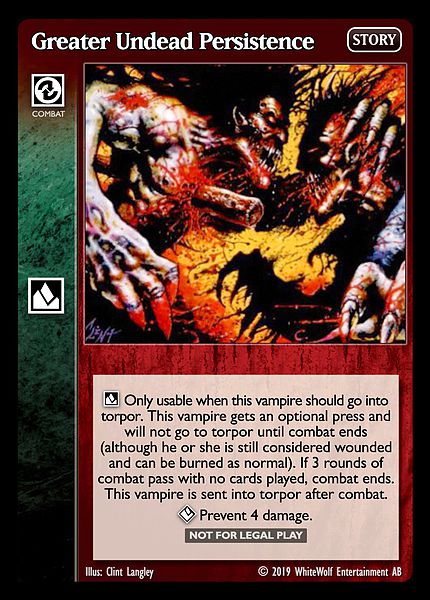 Greater Undead Persistence
STORY
COMBAT
Only usable when this vampire should go into
torpor. This vampire gets an optional press and
will not go to torpor until combat ends
(although he or she is still considered wounded
and can be burned as normal). If 3 rounds of
combat pass with no cards played, combat ends.
This vampire is sent into torpor after combat.
Prevent 4 damage.
NOT FOR LEGAL PLAY
Illus: Clint Langley
© 2019 WhiteWolf Entertainment AB